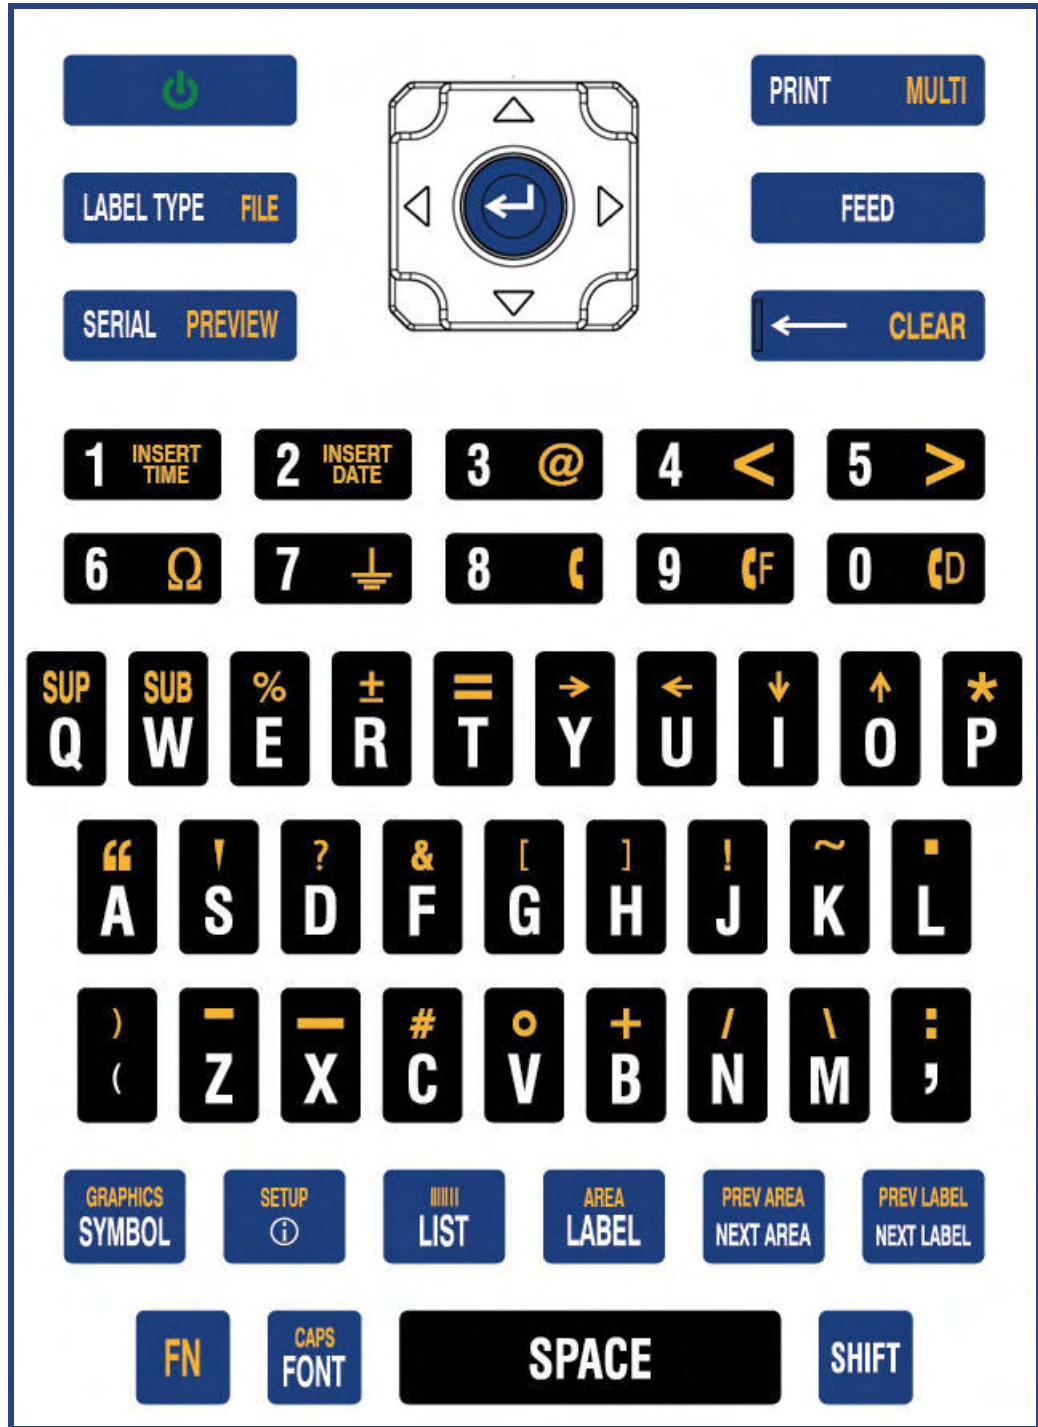 PRINT MULTI
LABEL TYPE FILE
FEED
SERIAL PREVIEW
← CLEAR
1 INSERT TIME 2 INSERT DATE 3 @ 4 < 5 >
6 Ω 7 ⏚ 8 9 F 0 D
SUP SUB % ± = → ← ↓ ↑ *
Q W E R T Y U I O P
“ ' ? & [ ] ! ~ .
A S D F G H J K L
) - — # ° + / \ :
( Z X C V B N M ,
GRAPHICS SETUP AREA PREV AREA PREV LABEL
SYMBOL ⓘ LIST LABEL NEXT AREA NEXT LABEL
CAPS
FN FONT SPACE SHIFT